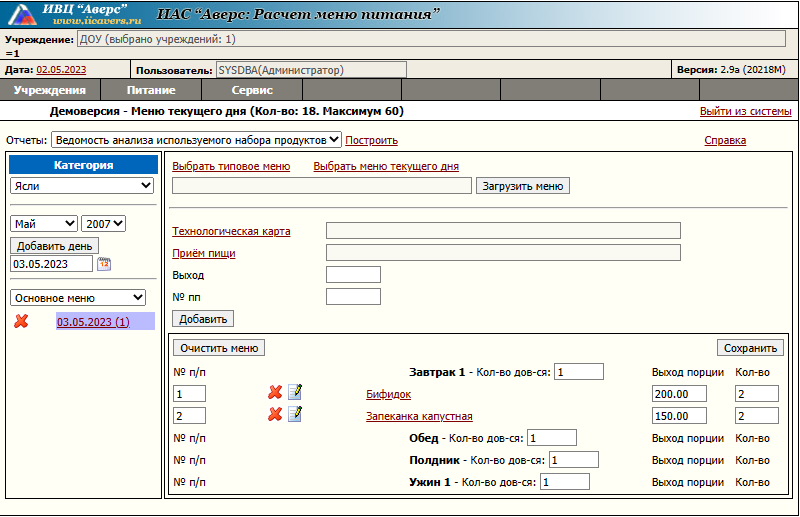 ИВЦ "Аверс"
www.iicavers.ru
ИАС "Аверс: Расчет меню питания"
Учреждение: ДОУ (выбрано учреждений: 1)
=1
Дата: 02.05.2023 Пользователь: SYSDBA(Администратор) Версия: 2.9a (20218М)
Учреждения Питание Сервис
Демоверсия - Меню текущего дня (Кол-во: 18. Максимум 60) Выйти из системы
Отчеты: Ведомость анализа используемого набора продуктов Построить Справка
Категория
Ясли
Май 2007
Добавить день
03.05.2023 12
Основное меню
03.05.2023 (1)
Выбрать типовое меню Выбрать меню текущего дня
Загрузить меню
Технологическая карта
Приём пищи
Выход
№ пп
Добавить
Очистить меню Сохранить
№ п/п Завтрак 1 - Кол-во дов-ся: 1 Выход порции Кол-во
1 Бифидок 200.00 2
2 Запеканка капустная 150.00 2
№ п/п Обед - Кол-во дов-ся: 1 Выход порции Кол-во
№ п/п Полдник - Кол-во дов-ся: 1 Выход порции Кол-во
№ п/п Ужин 1 - Кол-во дов-ся: 1 Выход порции Кол-во